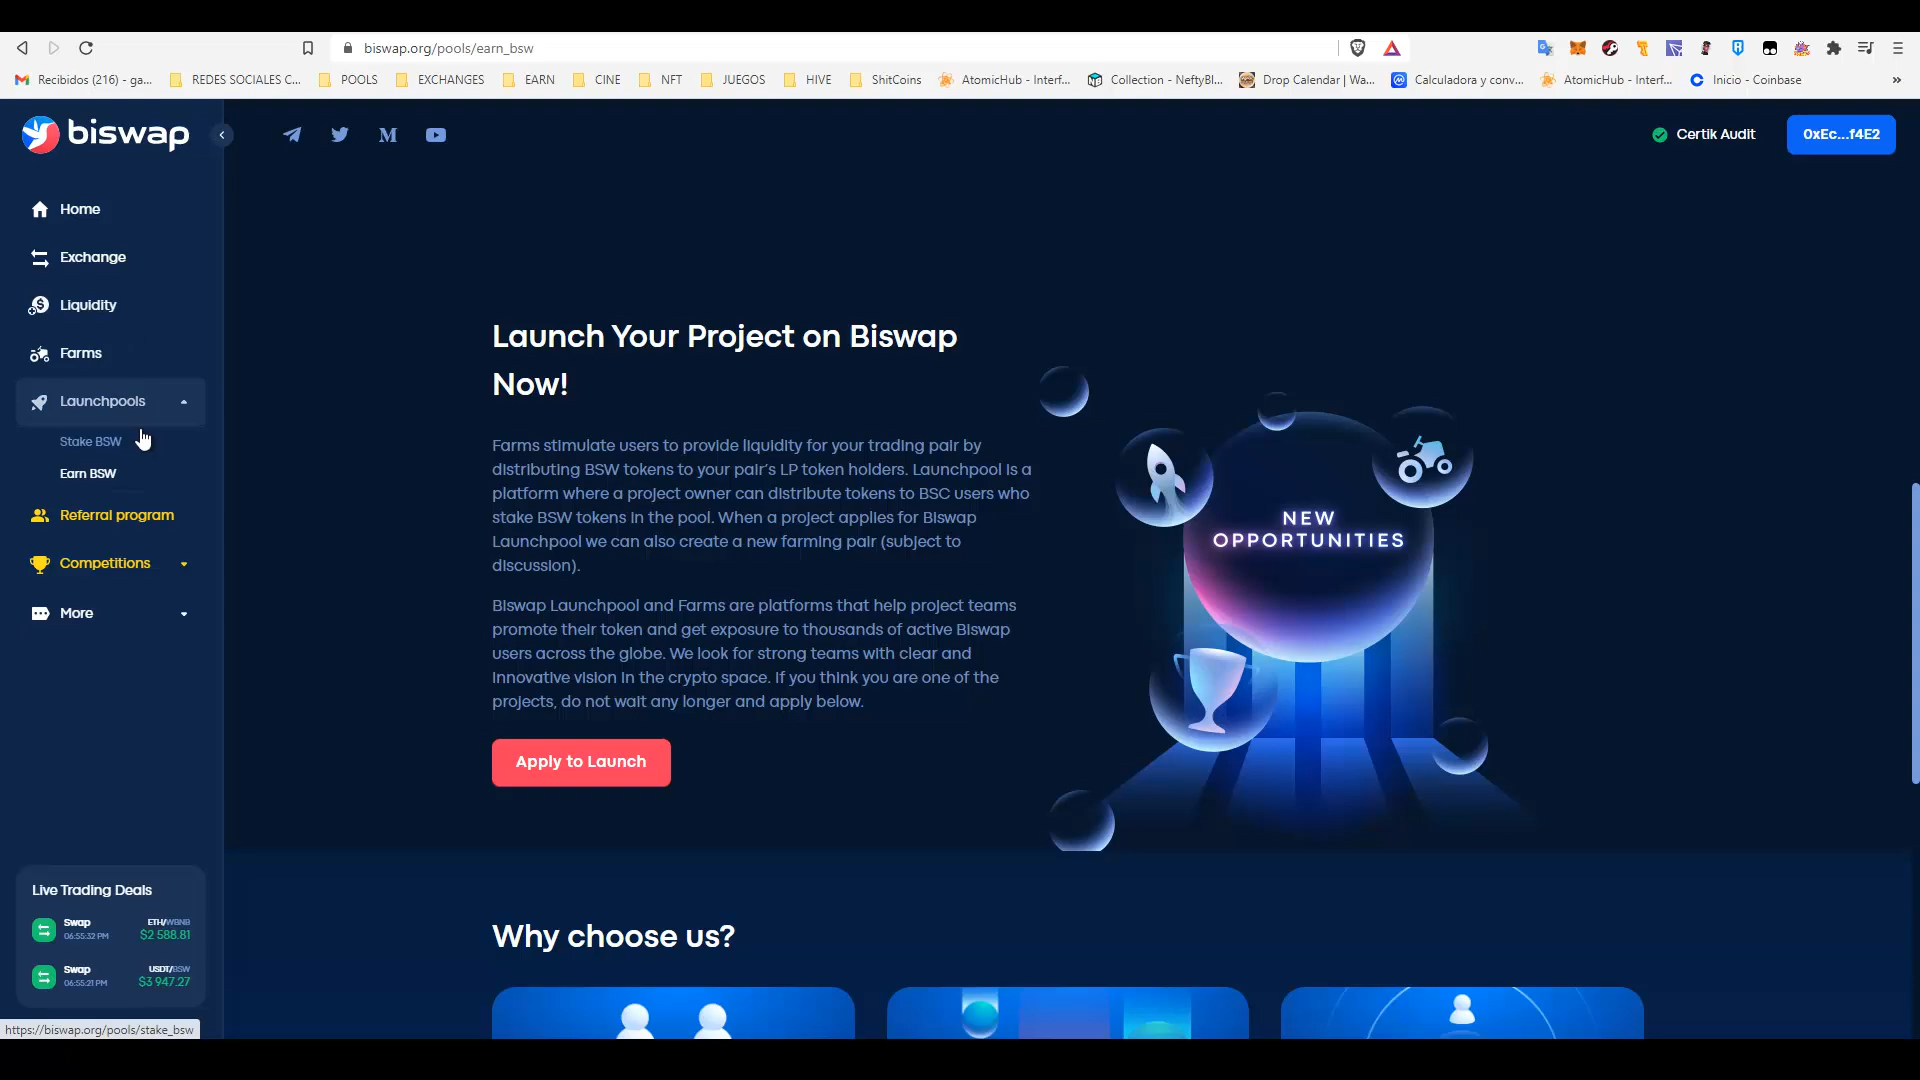 biswap.org/pools/earn_bsw
Recibidos (216) - ga...
REDES SOCIALES C...
POOLS
EXCHANGES
EARN
CINE
NFT
JUEGOS
HIVE
ShitCoins
AtomicHub - Interf...
Collection - NeftyBl...
Drop Calendar | Wa...
Calculadora y conv...
AtomicHub - Interf...
Inicio - Coinbase
»
biswap
Certik Audit
0xEc...f4E2
Home
Exchange
Liquidity
Farms
Launchpools
Stake BSW
Earn BSW
Referral program
Competitions
More
Launch Your Project on Biswap
Now!
Farms stimulate users to provide liquidity for your trading pair by
distributing BSW tokens to your pair's LP token holders. Launchpool is a
platform where a project owner can distribute tokens to BSC users who
stake BSW tokens in the pool. When a project applies for Biswap
Launchpool we can also create a new farming pair (subject to
discussion).
Biswap Launchpool and Farms are platforms that help project teams
promote their token and get exposure to thousands of active Biswap
users across the globe. We look for strong teams with clear and
innovative vision in the crypto space. If you think you are one of the
projects, do not wait any longer and apply below.
Apply to Launch
NEW
OPPORTUNITIES
Why choose us?
Live Trading Deals
Swap ETH/WBNB
06:55:32 PM $2 588.81
Swap USDT/BSW
06:55:21 PM $3 947.27
https://biswap.org/pools/stake_bsw